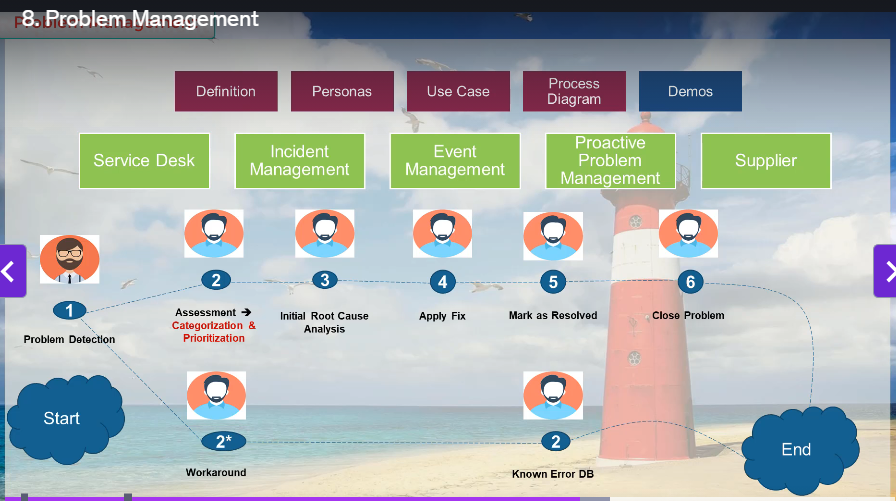 8. Problem Management
Definition
Personas
Use Case
Process
Diagram
Demos
Service Desk
Incident
Management
Event
Management
Proactive
Problem
Management
Supplier
1
Problem Detection
2
Assessment ➔
Categorization &
Prioritization
3
Initial Root Cause
Analysis
4
Apply Fix
5
Mark as Resolved
6
Close Problem
Start
2*
Workaround
2
Known Error DB
End